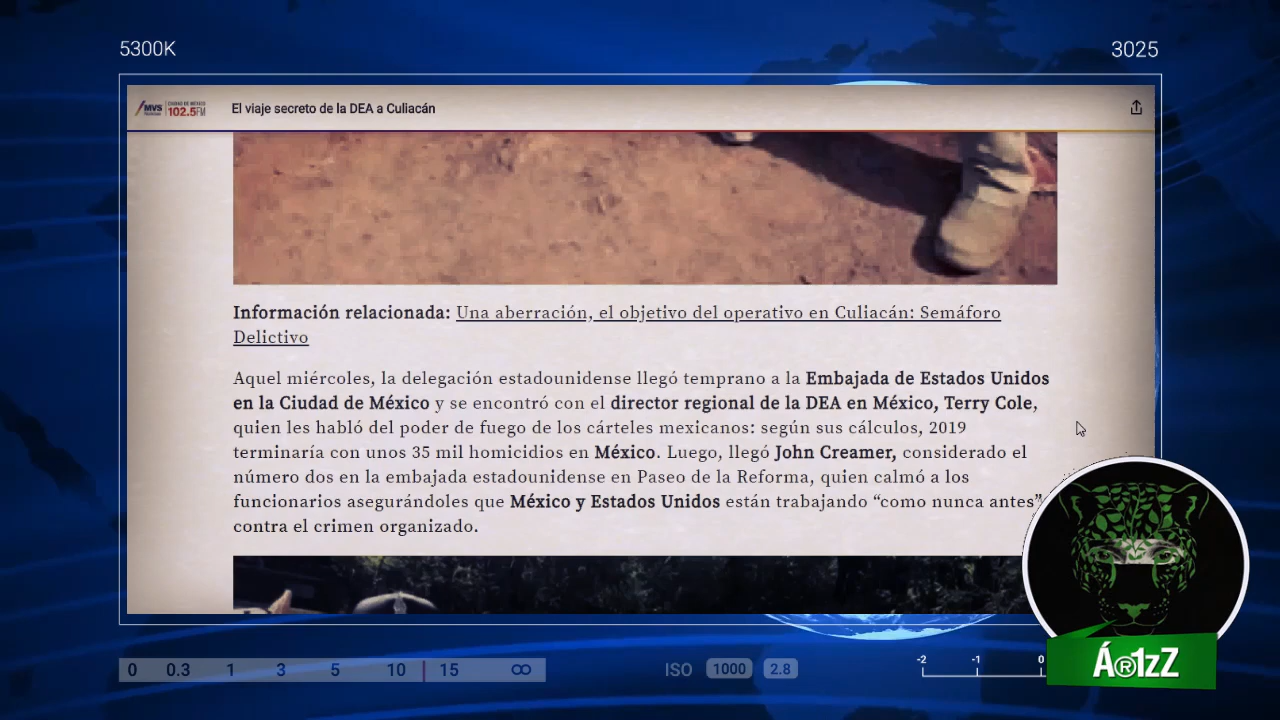 5300K
3025
MVS
CIUDAD DE MÉXICO
102.5FM
El viaje secreto de la DEA a Culiacán
Información relacionada: Una aberración, el objetivo del operativo en Culiacán: Semáforo
Delictivo
Aquel miércoles, la delegación estadounidense llegó temprano a la Embajada de Estados Unidos
en la Ciudad de México y se encontró con el director regional de la DEA en México, Terry Cole,
quien les habló del poder de fuego de los cárteles mexicanos: según sus cálculos, 2019
terminaría con unos 35 mil homicidios en México. Luego, llegó John Creamer, considerado el
número dos en la embajada estadounidense en Paseo de la Reforma, quien calmó a los
funcionarios asegurándoles que México y Estados Unidos están trabajando “como nunca antes”
contra el crimen organizado.
0 0.3 1 3 5 10 15 ∞
ISO 1000 2.8
-2 -1 0
Á®1zZ